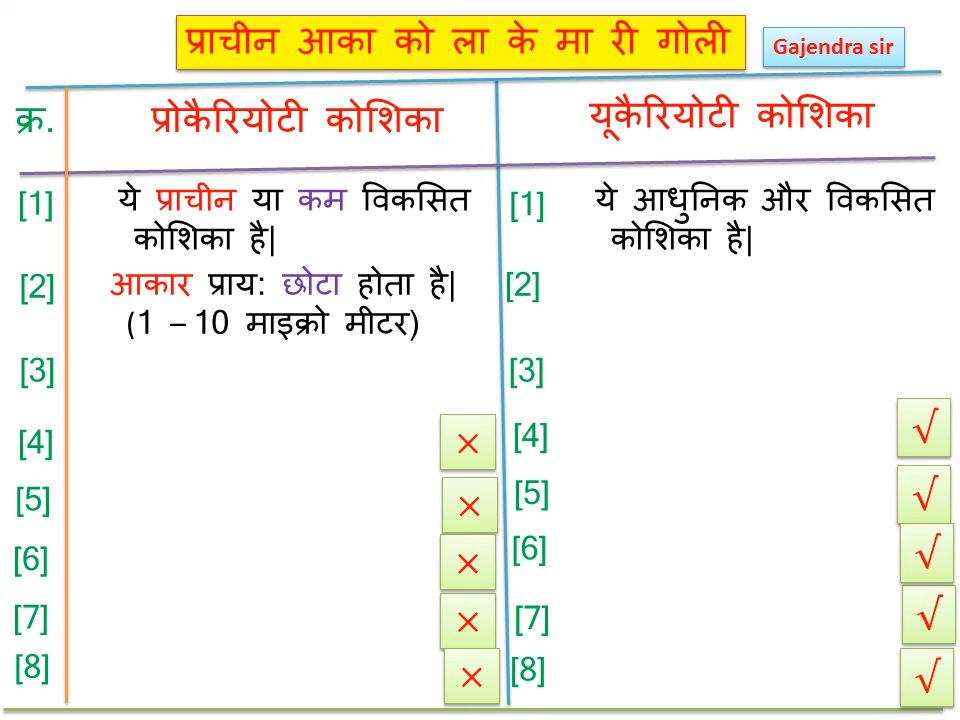 प्राचीन आका को ला के मा री गोली
Gajendra sir
क्र.
प्रोकैरियोटी कोशिका
यूकैरियोटी कोशिका
[1]
ये प्राचीन या कम विकसित
कोशिका है|
[1]
ये आधुनिक और विकसित
कोशिका है|
[2]
आकार प्राय: छोटा होता है|
(1 – 10 माइक्रो मीटर)
[2]
[3]
[3]
[4]
×
[4]
√
[5]
×
[5]
√
[6]
×
[6]
√
[7]
×
[7]
√
[8]
×
[8]
√